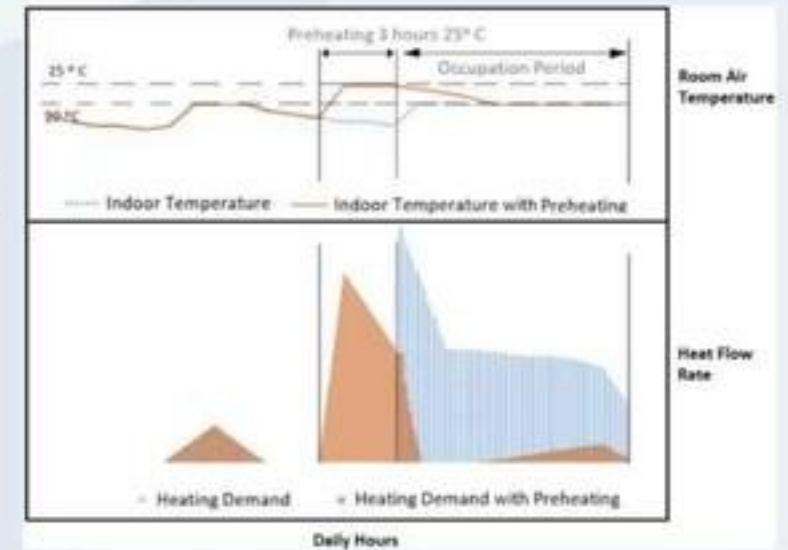 Preheating 3 hours 25° C
25 ° C
Occupation Period
Room Air
Temperature
Indoor Temperature
Indoor Temperature with Preheating
Heat Flow
Rate
Heating Demand
Heating Demand with Preheating
Daily Hours